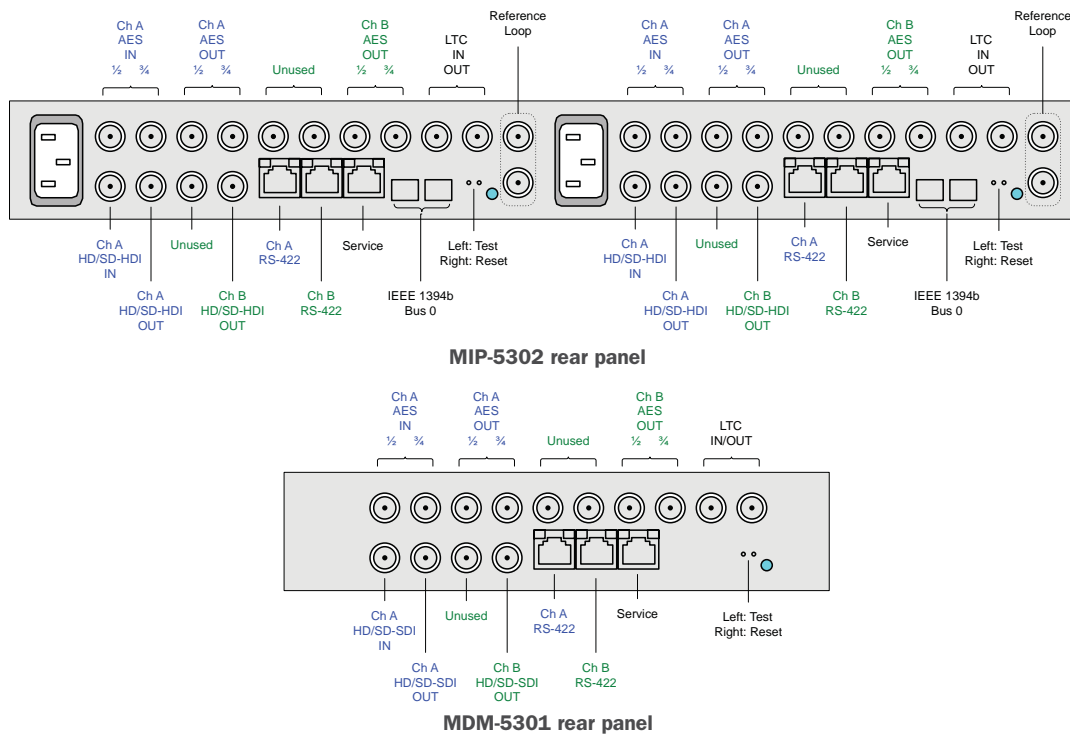 Reference
Loop
Reference
Loop
Ch A
AES
IN
½ ¾
Ch A
AES
OUT
½ ¾
Unused
Ch B
AES
OUT
½ ¾
LTC
IN
OUT
Ch A
AES
IN
½ ¾
Ch A
AES
OUT
½ ¾
Unused
Ch B
AES
OUT
½ ¾
LTC
IN
OUT
Ch A
HD/SD-HDI
IN
Unused
Ch A
RS-422
Service
Left: Test
Right: Reset
Ch A
HD/SD-HDI
OUT
Ch B
HD/SD-HDI
OUT
Ch B
RS-422
IEEE 1394b
Bus 0
Ch A
HD/SD-HDI
IN
Unused
Ch A
RS-422
Service
Left: Test
Right: Reset
Ch A
HD/SD-HDI
OUT
Ch B
HD/SD-HDI
OUT
Ch B
RS-422
IEEE 1394b
Bus 0
MIP-5302 rear panel
Ch A
AES
IN
½ ¾
Ch A
AES
OUT
½ ¾
Unused
Ch B
AES
OUT
½ ¾
LTC
IN/OUT
Ch A
HD/SD-SDI
IN
Unused
Ch A
RS-422
Service
Left: Test
Right: Reset
Ch A
HD/SD-SDI
OUT
Ch B
HD/SD-SDI
OUT
Ch B
RS-422
MDM-5301 rear panel